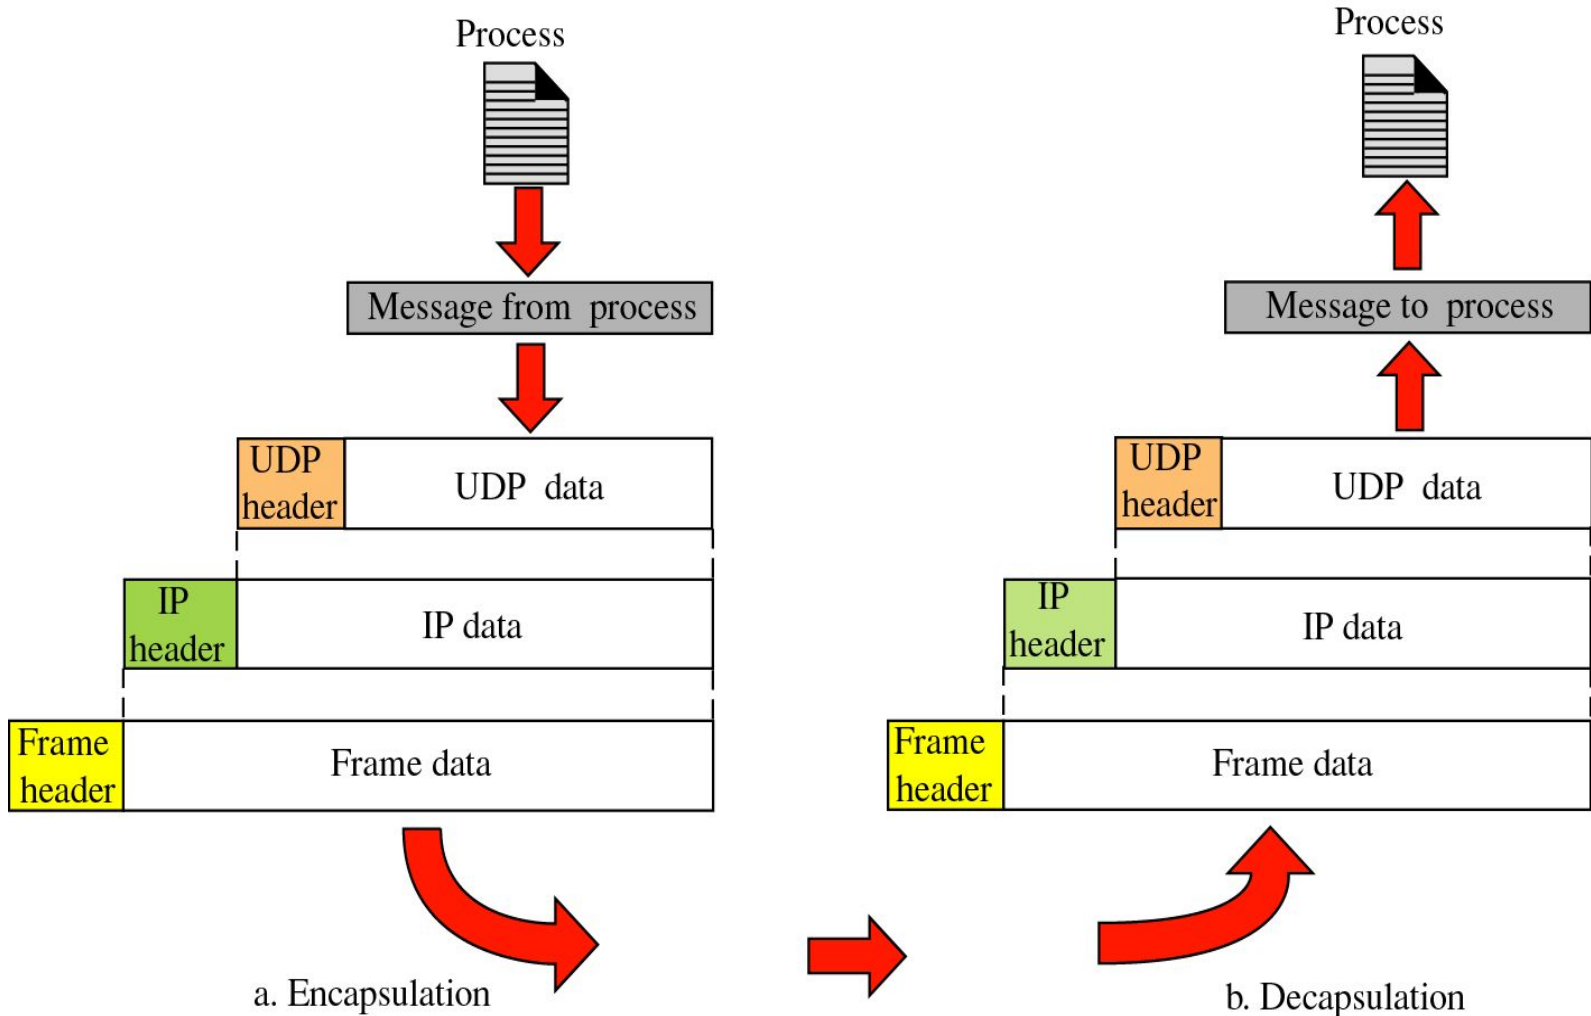 Process
Message from process
UDP
header
UDP data
IP
header
IP data
Frame
header
Frame data
a. Encapsulation
Process
Message to process
UDP
header
UDP data
IP
header
IP data
Frame
header
Frame data
b. Decapsulation